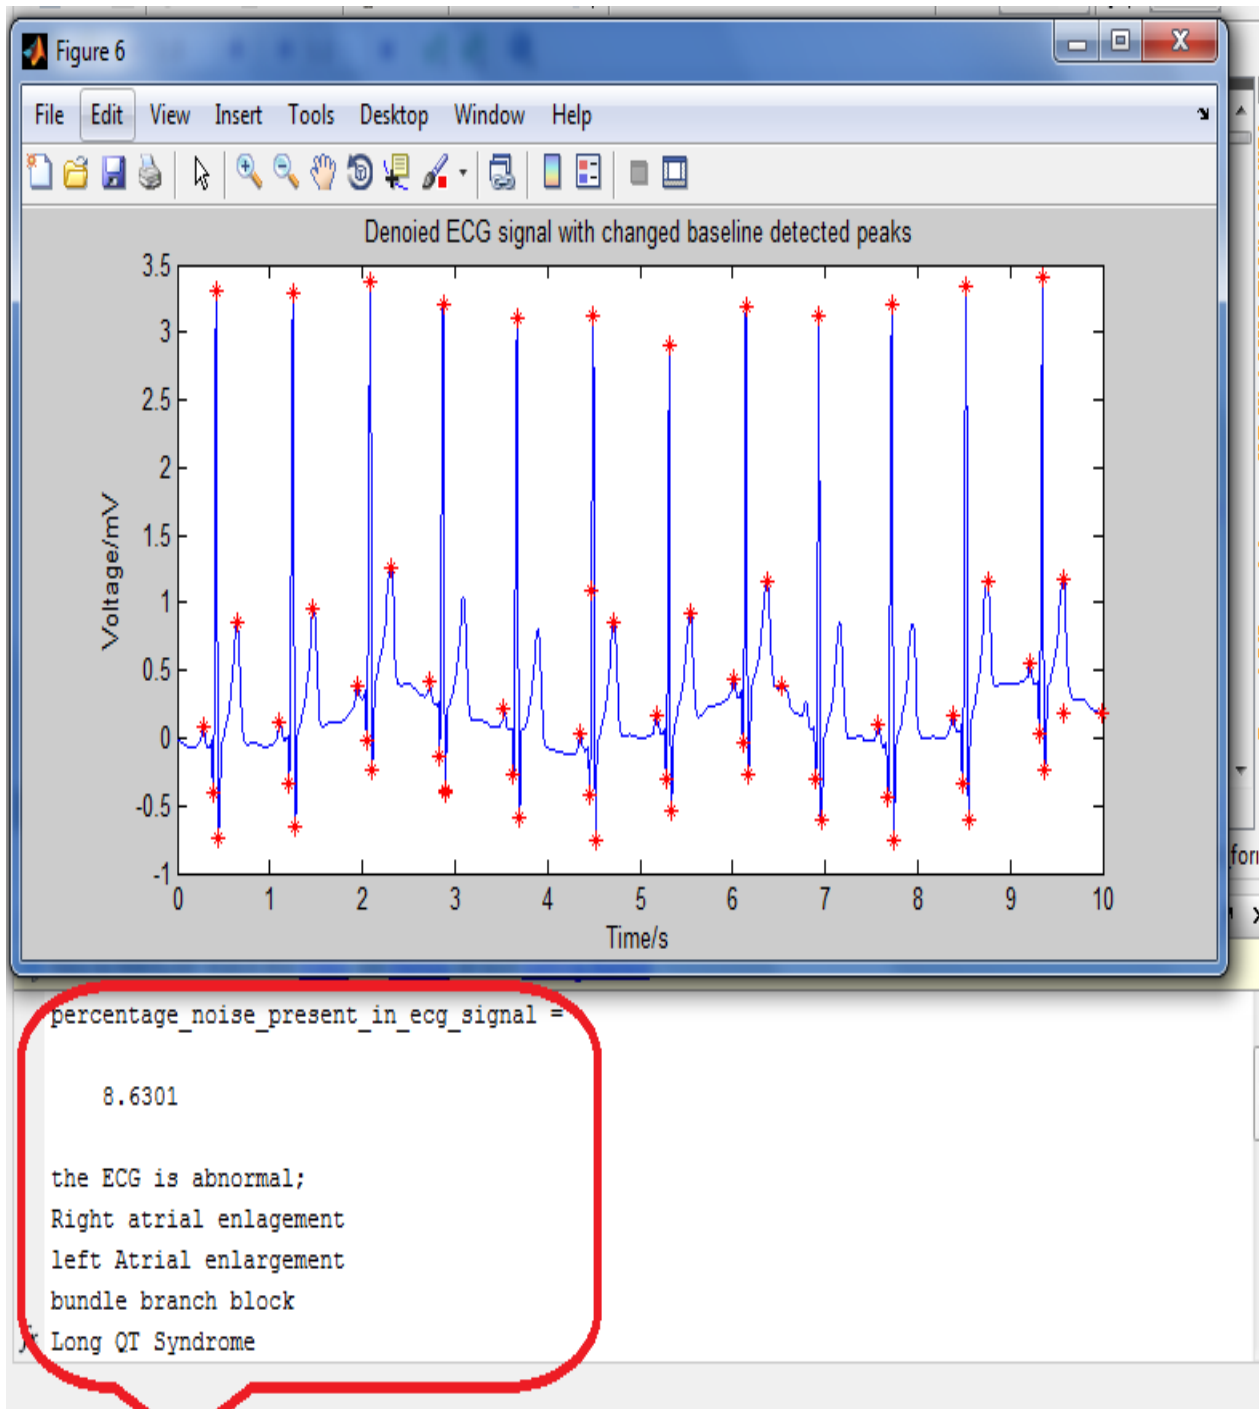 Figure 6
File Edit View Insert Tools Desktop Window Help
Denoied ECG signal with changed baseline detected peaks
3.5
3
2.5
2
1.5
1
0.5
0
-0.5
-1
Voltage/mV
0 1 2 3 4 5 6 7 8 9 10
Time/s
percentage_noise_present_in_ecg_signal =
8.6301
the ECG is abnormal;
Right atrial enlagement
left Atrial enlargement
bundle branch block
Long QT Syndrome